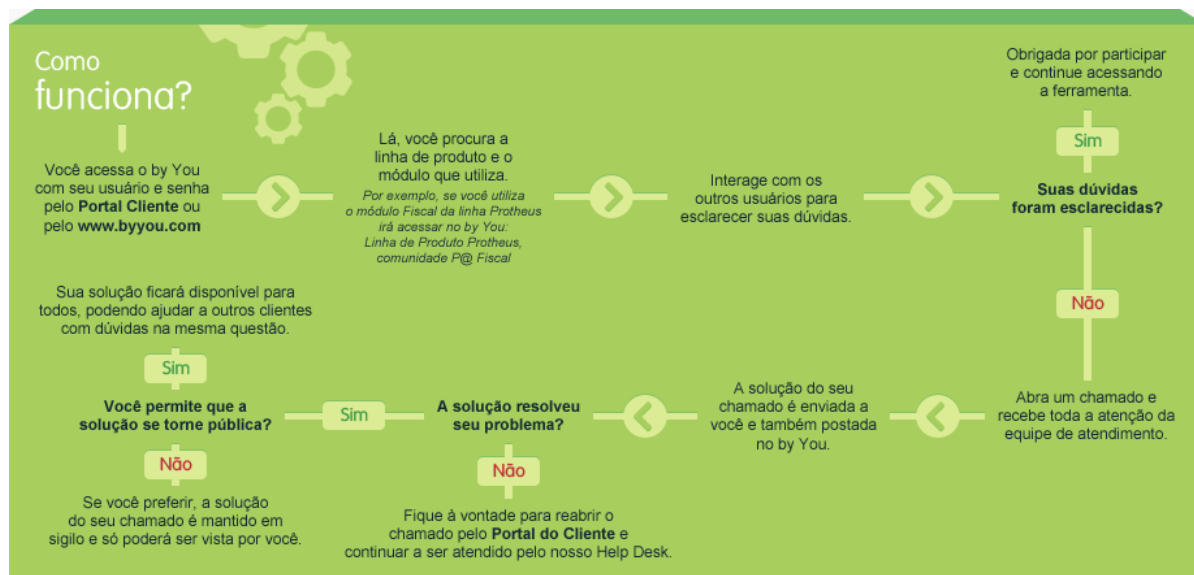 Como
funciona?
Você acessa o by You
com seu usuário e senha
pelo Portal Cliente ou
pelo www.byyou.com
Lá, você procura a
linha de produto e o
módulo que utiliza.
Por exemplo, se você utiliza
o módulo Fiscal da linha Protheus
irá acessar no by You:
Linha de Produto Protheus,
comunidade P@ Fiscal
Interage com os
outros usuários para
esclarecer suas dúvidas.
Suas dúvidas
foram esclarecidas?
Sim
Obrigada por participar
e continue acessando
a ferramenta.
Não
Abra um chamado e
recebe toda a atenção da
equipe de atendimento.
A solução do seu
chamado é enviada a
você e também postada
no by You.
A solução resolveu
seu problema?
Não
Fique à vontade para reabrir o
chamado pelo Portal do Cliente e
continuar a ser atendido pelo nosso Help Desk.
Sim
Você permite que a
solução se torne pública?
Sim
Sua solução ficará disponível para
todos, podendo ajudar a outros clientes
com dúvidas na mesma questão.
Não
Se você preferir, a solução
do seu chamado é mantido em
sigilo e só poderá ser vista por você.